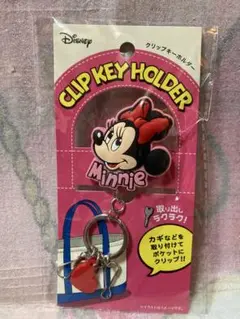 Disney
クリップキーホルダー
CLIP KEY HOLDER
Minnie
取り出し
ラクラク!
カギなどを
取り付けて
ポケットに
クリップ!!